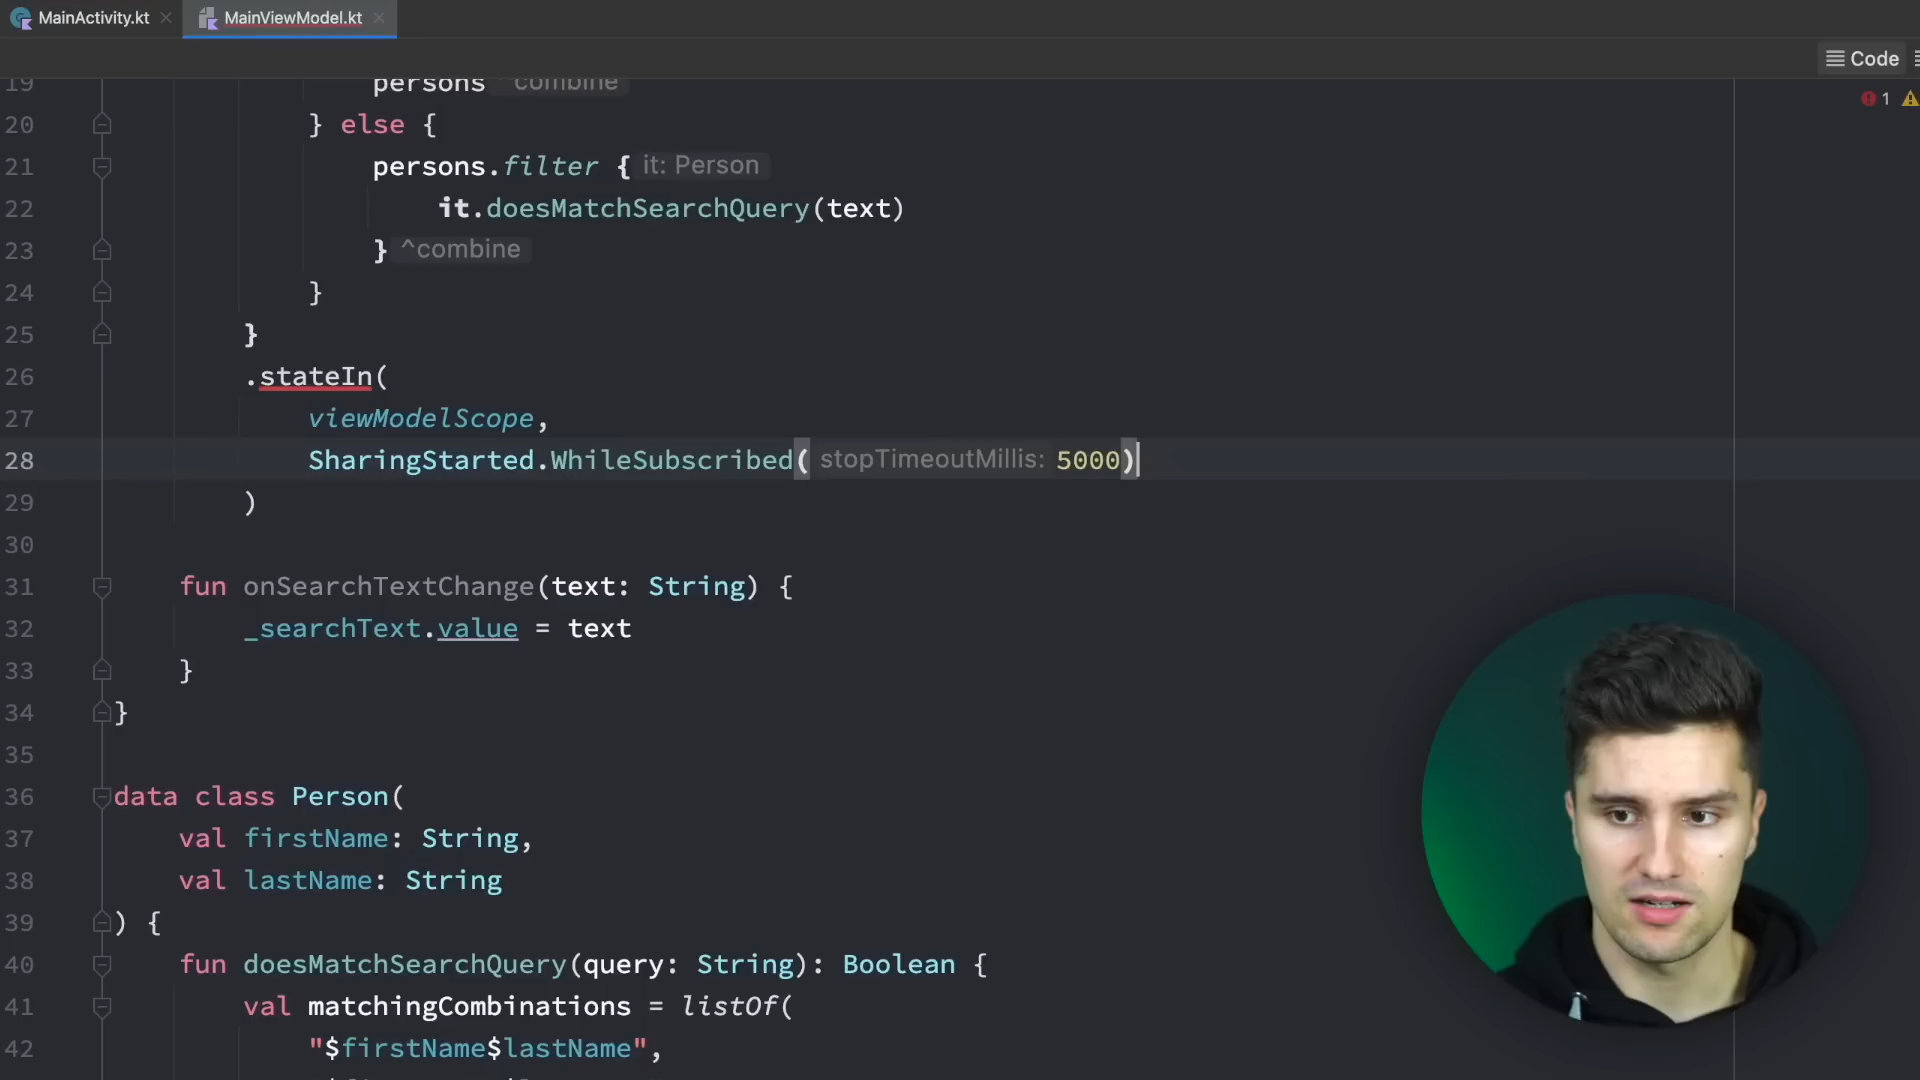 MainActivity.kt
MainViewModel.kt
Code
19 persons ^combine
1
20 } else {
21 persons.filter { it: Person
22 it.doesMatchSearchQuery(text)
23 } ^combine
24 }
25 }
26 .stateIn(
27 viewModelScope,
28 SharingStarted.WhileSubscribed( stopTimeoutMillis: 5000)
29 )
30
31 fun onSearchTextChange(text: String) {
32 _searchText.value = text
33 }
34 }
35
36 data class Person(
37 val firstName: String,
38 val lastName: String
39 ) {
40 fun doesMatchSearchQuery(query: String): Boolean {
41 val matchingCombinations = listOf(
42 "$firstName$lastName",